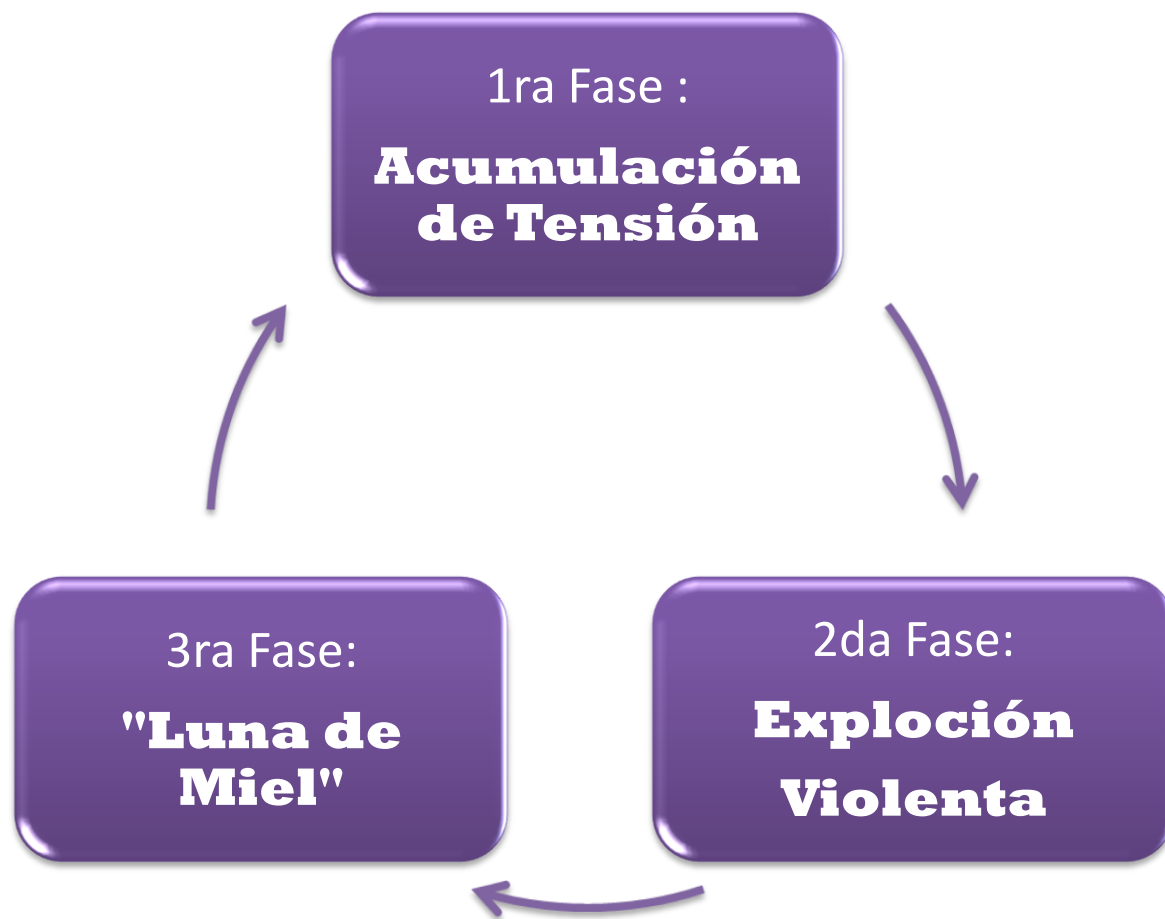 1ra Fase :
Acumulación
de Tensión
2da Fase:
Exploción
Violenta
3ra Fase:
"Luna de
Miel"